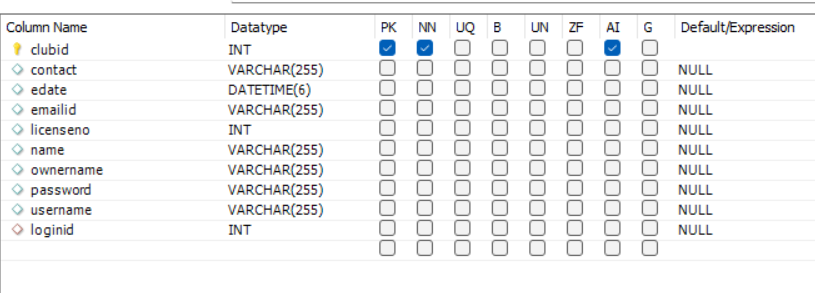 Column Name Datatype PK NN UQ B UN ZF AI G Default/Expression
clubid INT
contact VARCHAR(255) NULL
edate DATETIME(6) NULL
emailid VARCHAR(255) NULL
licenseno INT NULL
name VARCHAR(255) NULL
ownername VARCHAR(255) NULL
password VARCHAR(255) NULL
username VARCHAR(255) NULL
loginid INT NULL